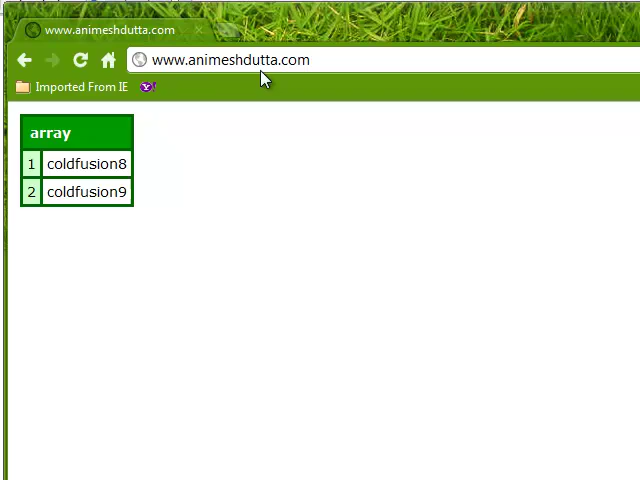 www.animeshdutta.com
www.animeshdutta.com
Imported From IE
Y!
array
1 coldfusion8
2 coldfusion9